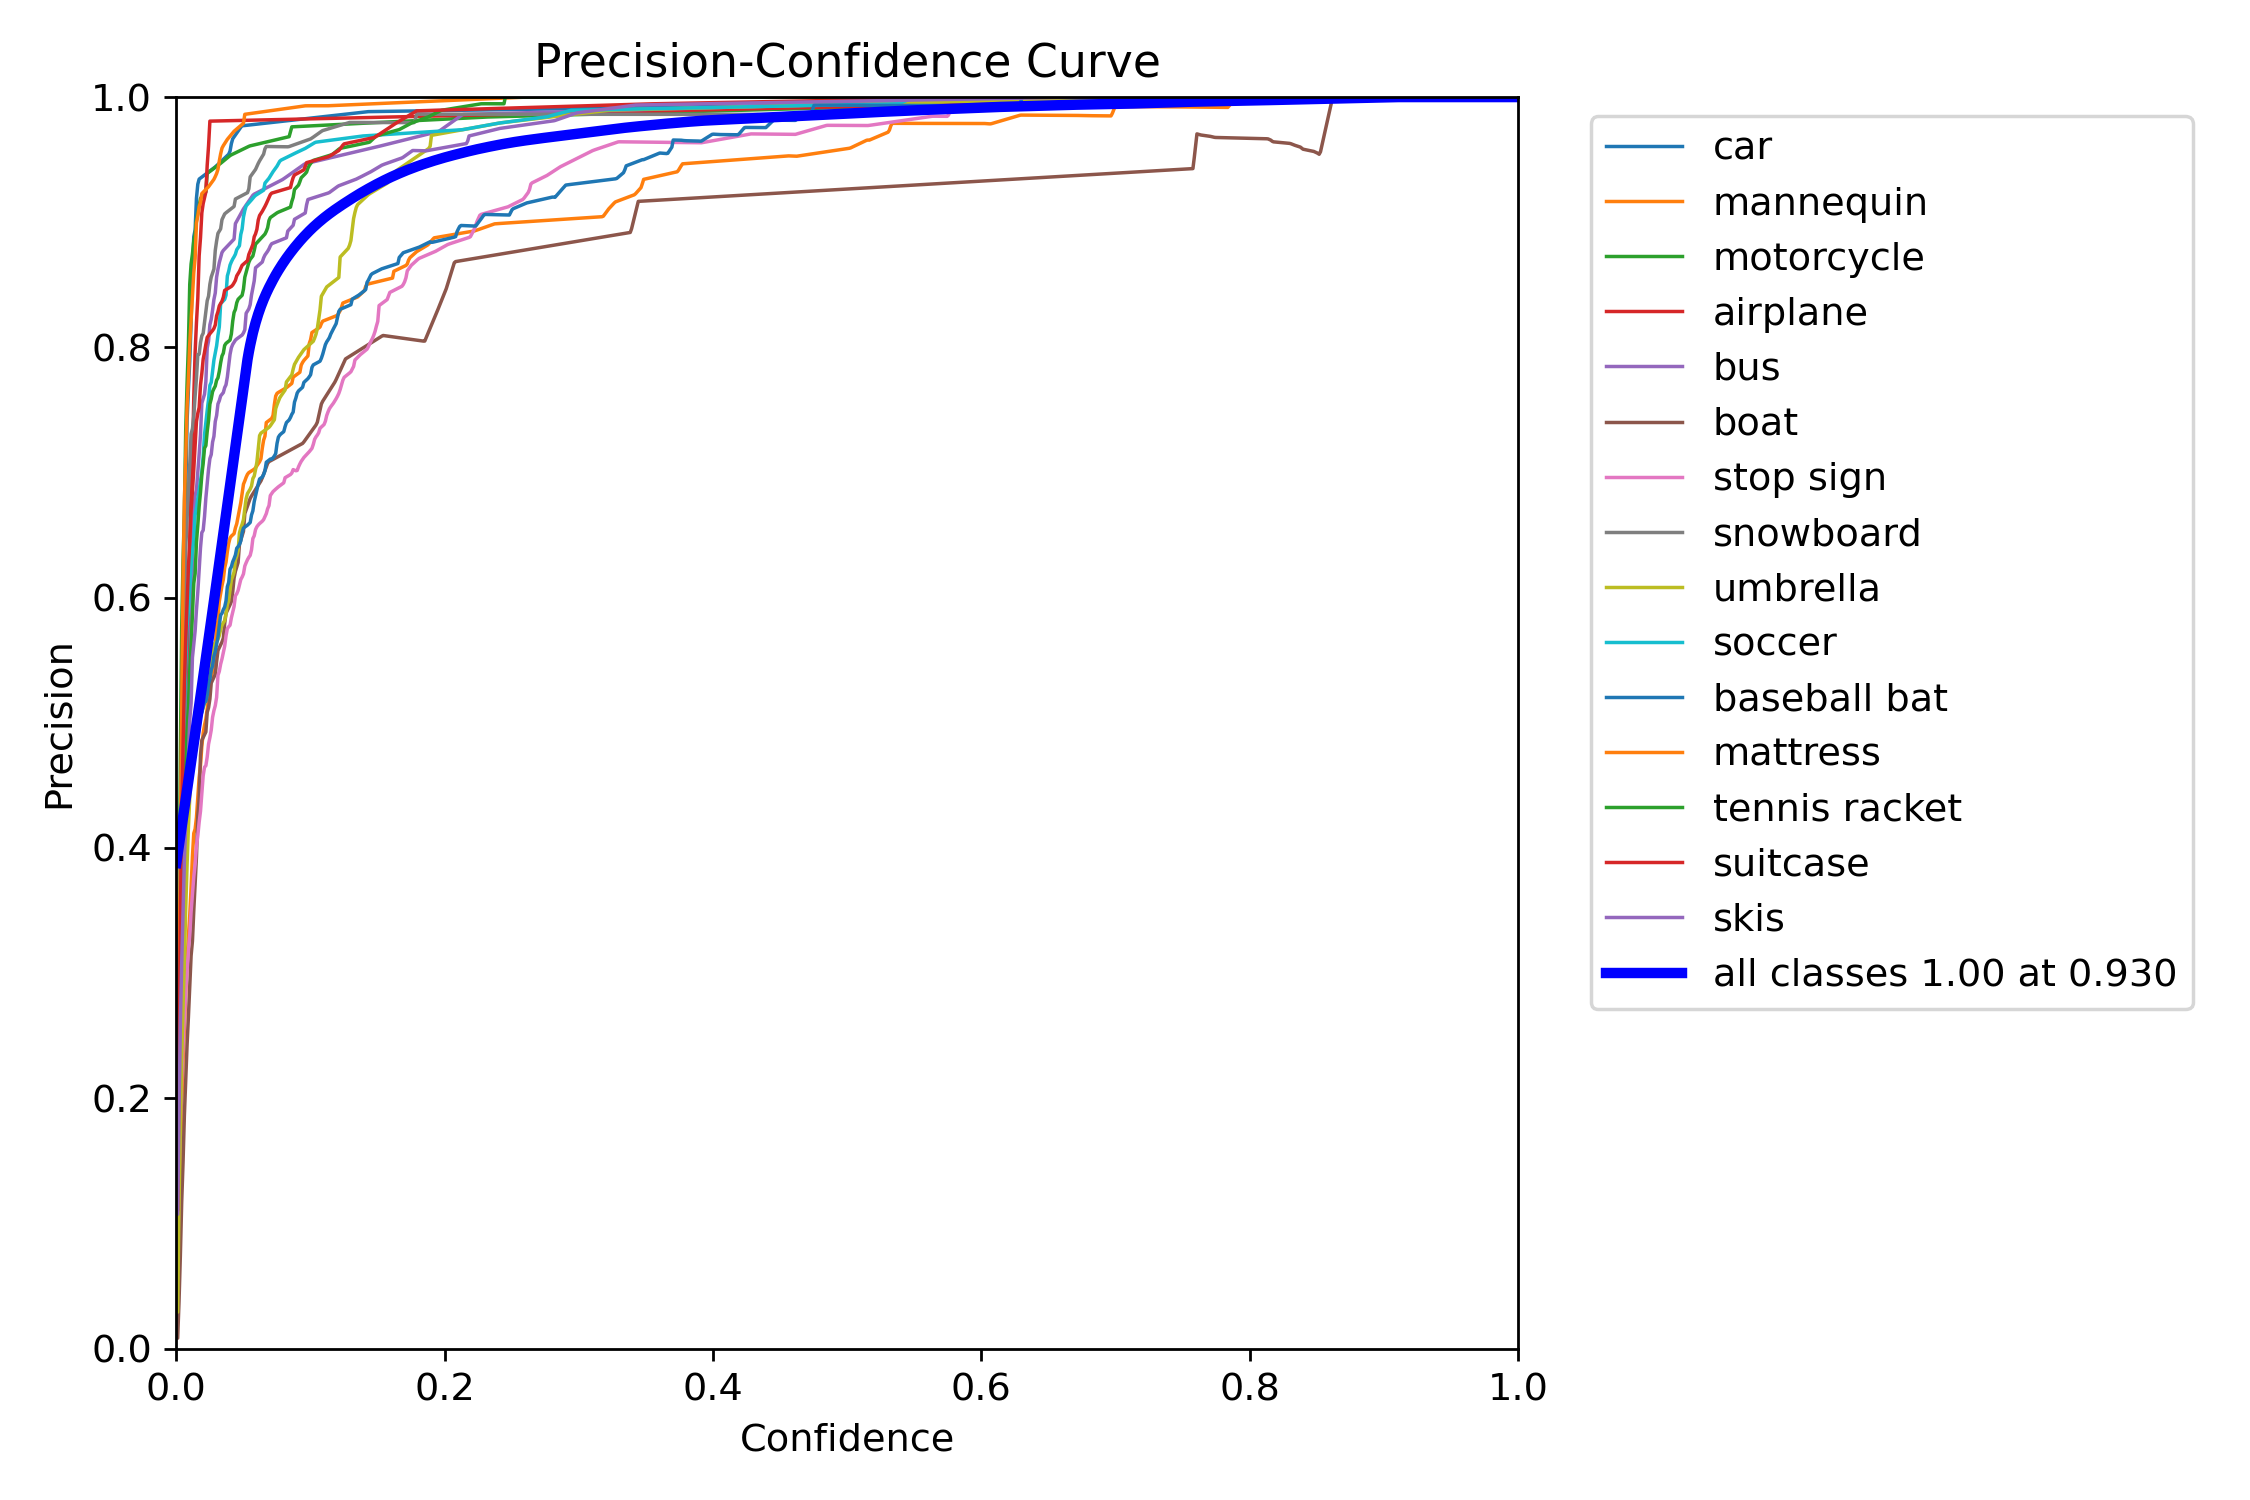 Precision-Confidence Curve
1.0
0.8
0.6
0.4
0.2
0.0
Precision
0.0 0.2 0.4 0.6 0.8 1.0
Confidence
car
mannequin
motorcycle
airplane
bus
boat
stop sign
snowboard
umbrella
soccer
baseball bat
mattress
tennis racket
suitcase
skis
all classes 1.00 at 0.930